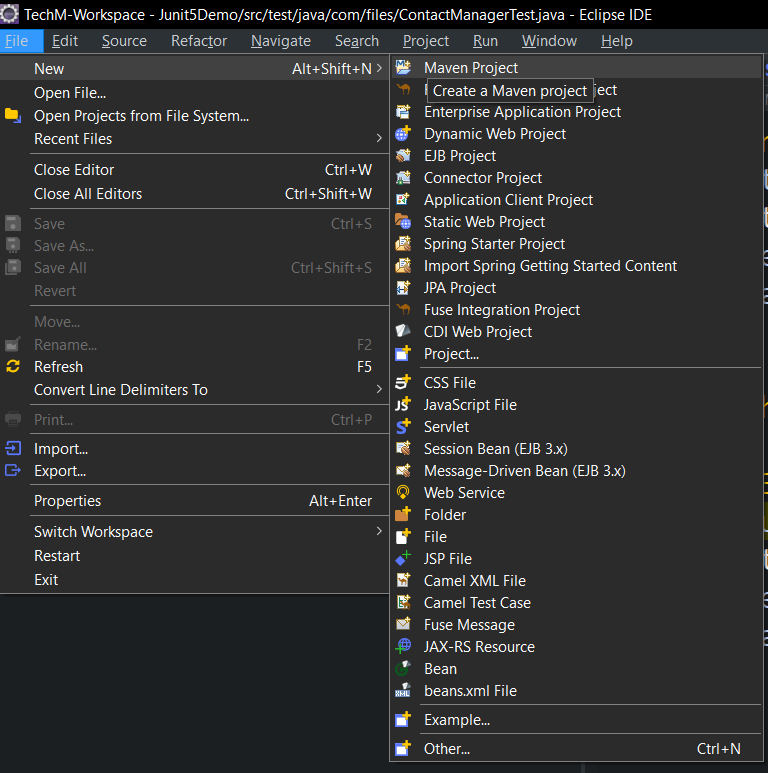 TechM-Workspace - Junit5Demo/src/test/java/com/files/ContactManagerTest.java - Eclipse IDE
File Edit Source Refactor Navigate Search Project Run Window Help
New Alt+Shift+N >
Open File...
Open Projects from File System...
Recent Files >
Close Editor Ctrl+W
Close All Editors Ctrl+Shift+W
Save Ctrl+S
Save As...
Save All Ctrl+Shift+S
Revert
Move...
Rename... F2
Refresh F5
Convert Line Delimiters To >
Print... Ctrl+P
Import...
Export...
Properties Alt+Enter
Switch Workspace >
Restart
Exit
Maven Project
Create a Maven project
Enterprise Application Project
Dynamic Web Project
EJB Project
Connector Project
Application Client Project
Static Web Project
Spring Starter Project
Import Spring Getting Started Content
JPA Project
Fuse Integration Project
CDI Web Project
Project...
CSS File
JavaScript File
Servlet
Session Bean (EJB 3.x)
Message-Driven Bean (EJB 3.x)
Web Service
Folder
File
JSP File
Camel XML File
Camel Test Case
Fuse Message
JAX-RS Resource
Bean
beans.xml File
Example...
Other... Ctrl+N